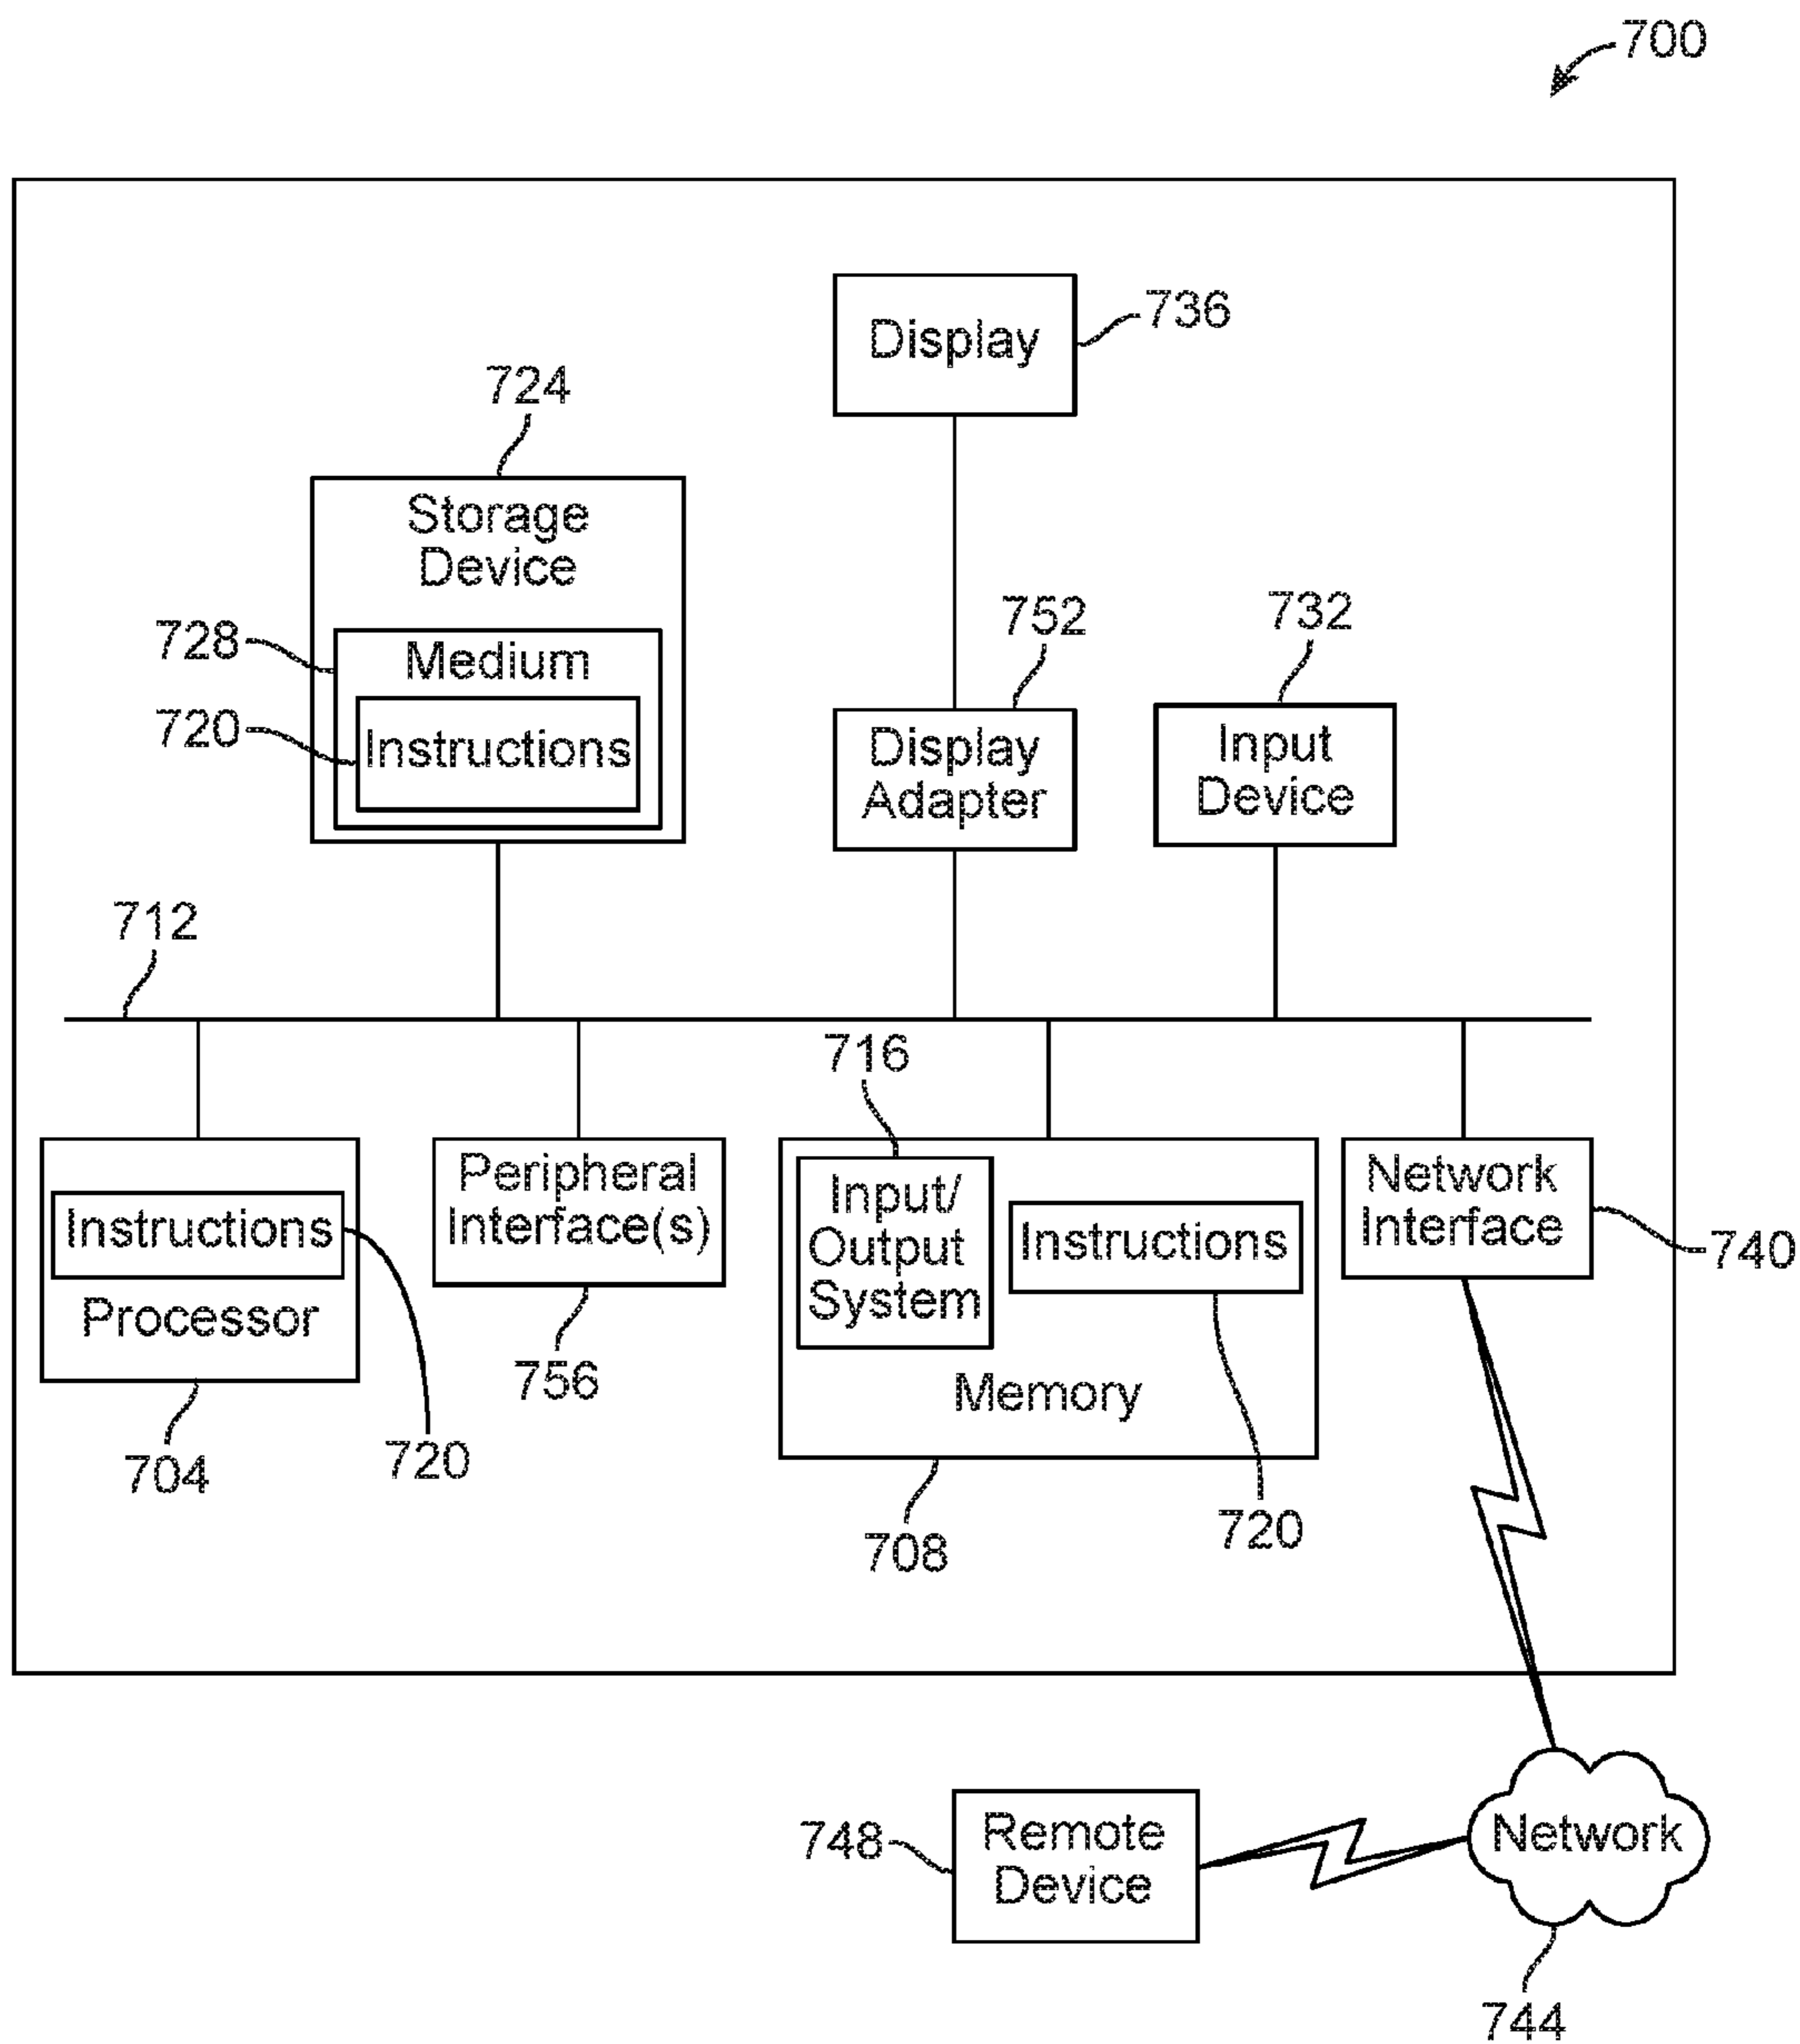 700
Display
736
724
Storage
Device
728
Medium
720
Instructions
752
Display
Adapter
732
Input
Device
712
716
Instructions
Processor
704
720
Peripheral
Interface(s)
756
Input/
Output
System
Instructions
Memory
708
720
Network
Interface
740
748
Remote
Device
Network
744